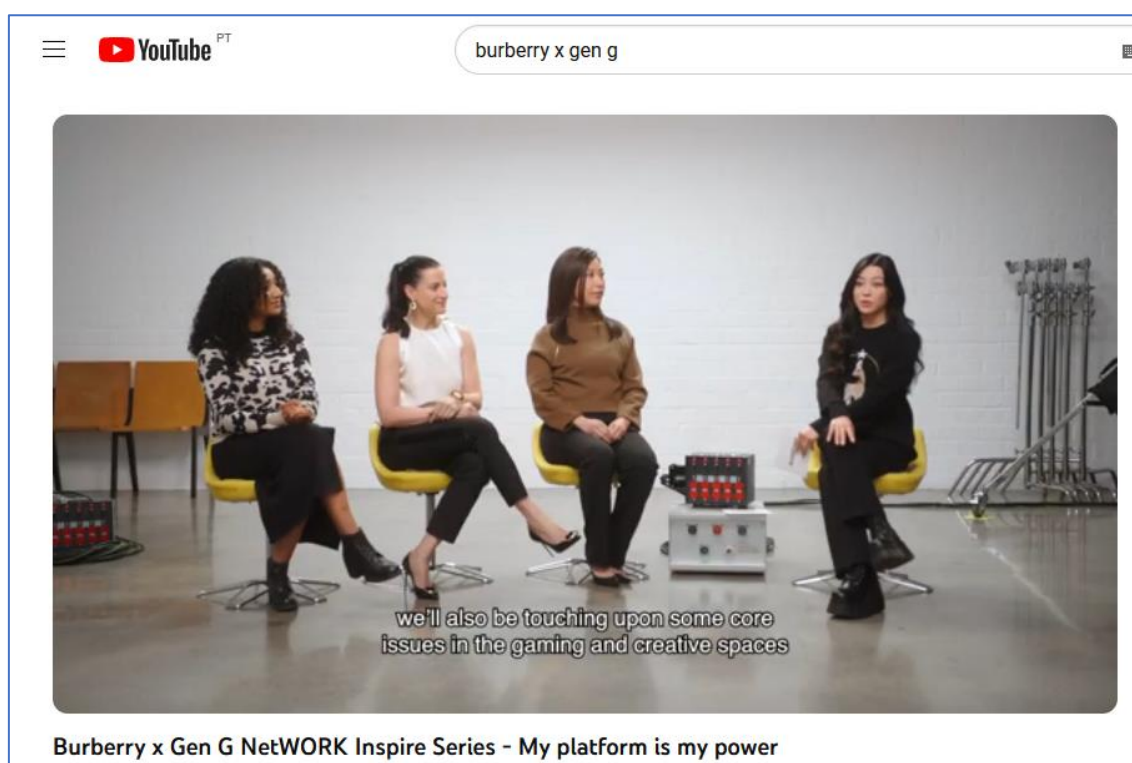 YouTube PT
burberry x gen g
we'll also be touching upon some core
issues in the gaming and creative spaces
Burberry x Gen G NetWORK Inspire Series - My platform is my power